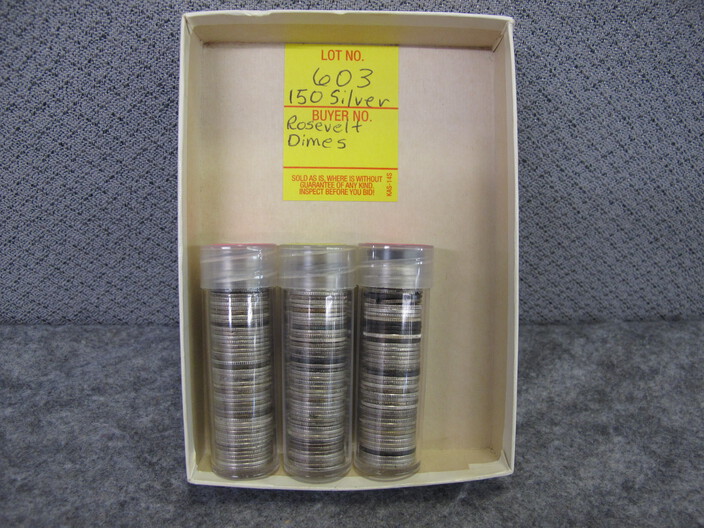 LOT NO.
603
150 Silver
BUYER NO.
Rosevelt
Dimes
SOLD AS IS, WHERE IS WITHOUT
GUARANTEE OF ANY KIND.
INSPECT BEFORE YOU BID!
KAS-145